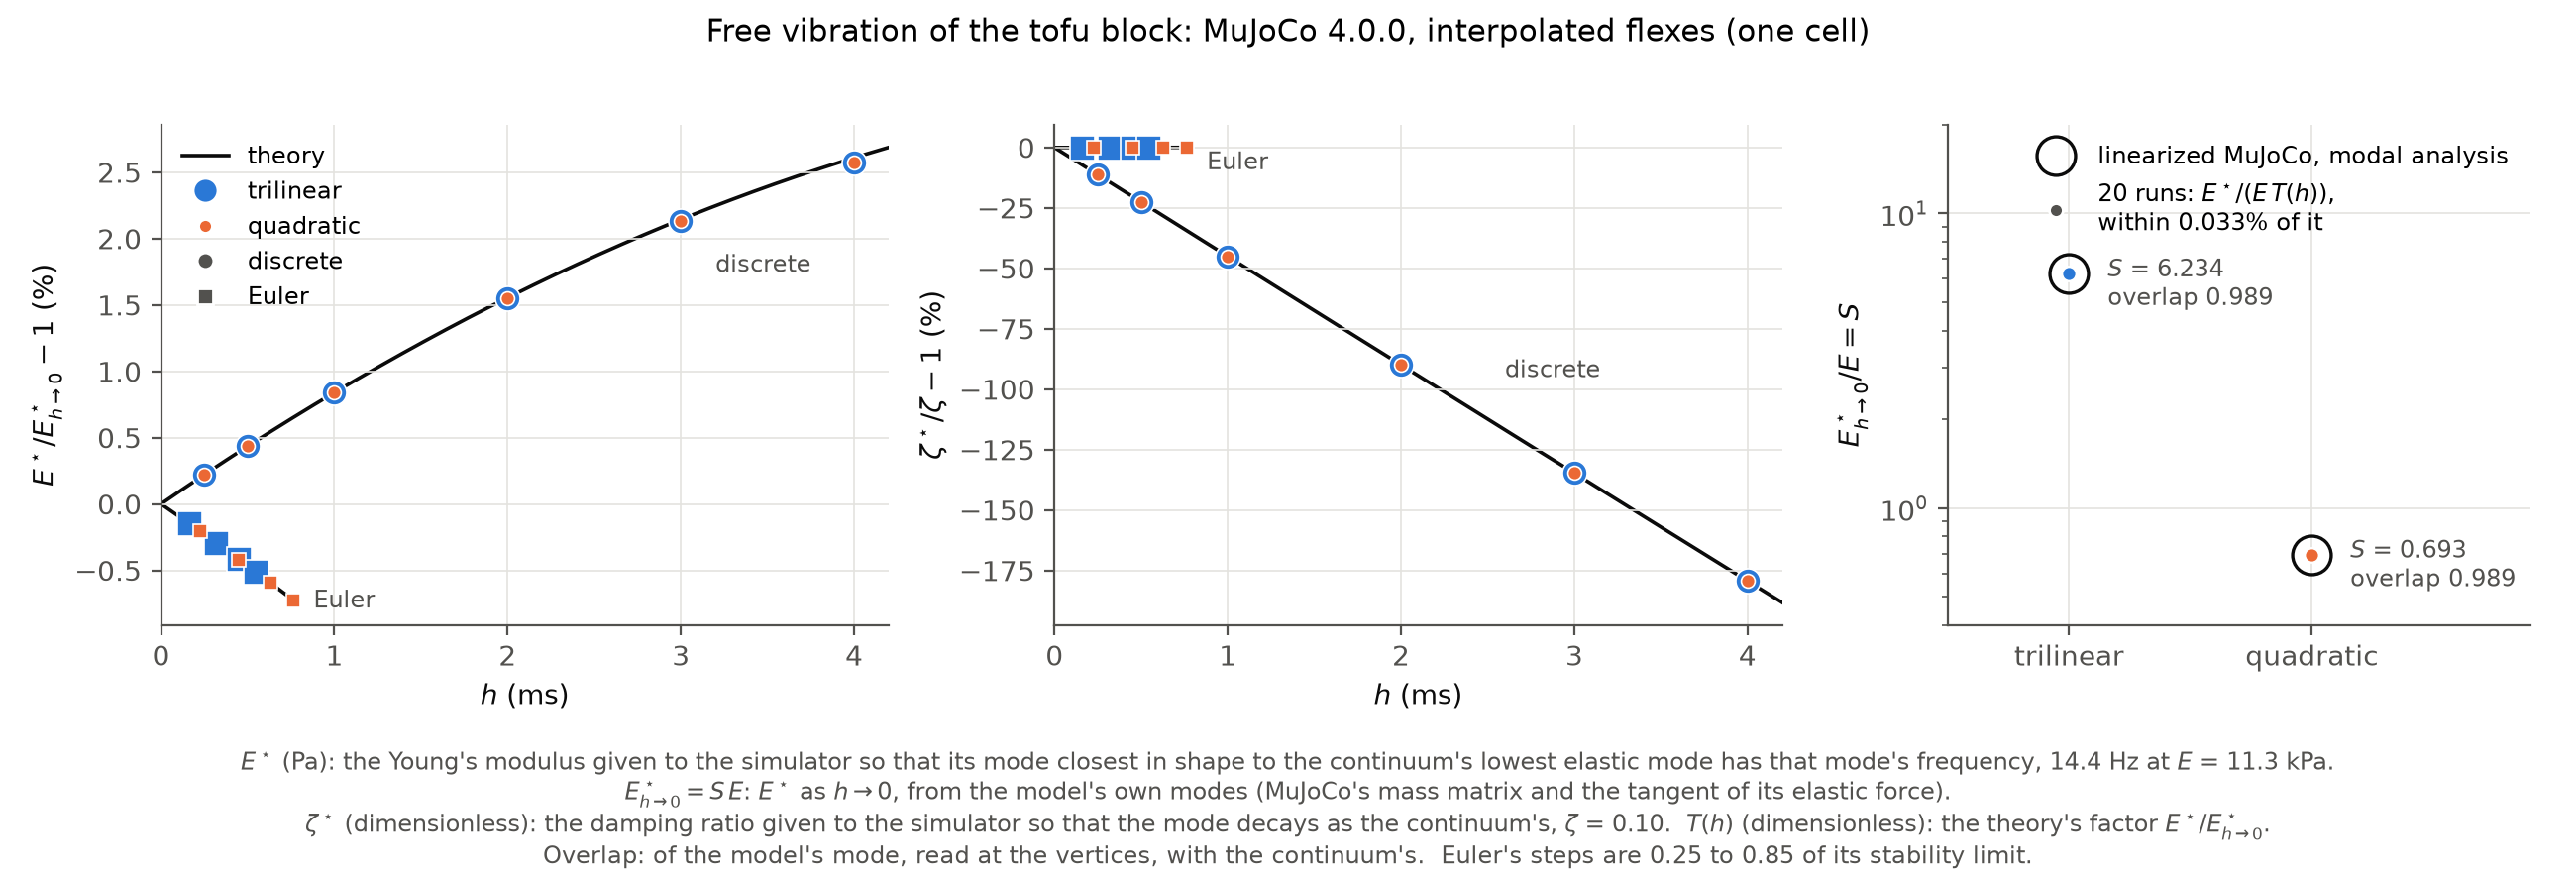 Free vibration of the tofu block: MuJoCo 4.0.0, interpolated flexes (one cell)
E⋆/E⋆h→0 − 1 (%)
2.5
2.0
1.5
1.0
0.5
0.0
−0.5
theory
trilinear
quadratic
discrete
Euler
discrete
Euler
0 1 2 3 4
h (ms)
ζ⋆/ζ − 1 (%)
0
−25
−50
−75
−100
−125
−150
−175
Euler
discrete
0 1 2 3 4
h (ms)
E⋆h→0/E = S
10¹
10⁰
linearized MuJoCo, modal analysis
20 runs: E⋆/(E T(h)),
within 0.033% of it
S = 6.234
overlap 0.989
S = 0.693
overlap 0.989
trilinear quadratic
E⋆ (Pa): the Young's modulus given to the simulator so that its mode closest in shape to the continuum's lowest elastic mode has that mode's frequency, 14.4 Hz at E = 11.3 kPa.
E⋆h→0 = S E: E⋆ as h → 0, from the model's own modes (MuJoCo's mass matrix and the tangent of its elastic force).
ζ⋆ (dimensionless): the damping ratio given to the simulator so that the mode decays as the continuum's, ζ = 0.10. T(h) (dimensionless): the theory's factor E⋆/E⋆h→0.
Overlap: of the model's mode, read at the vertices, with the continuum's. Euler's steps are 0.25 to 0.85 of its stability limit.